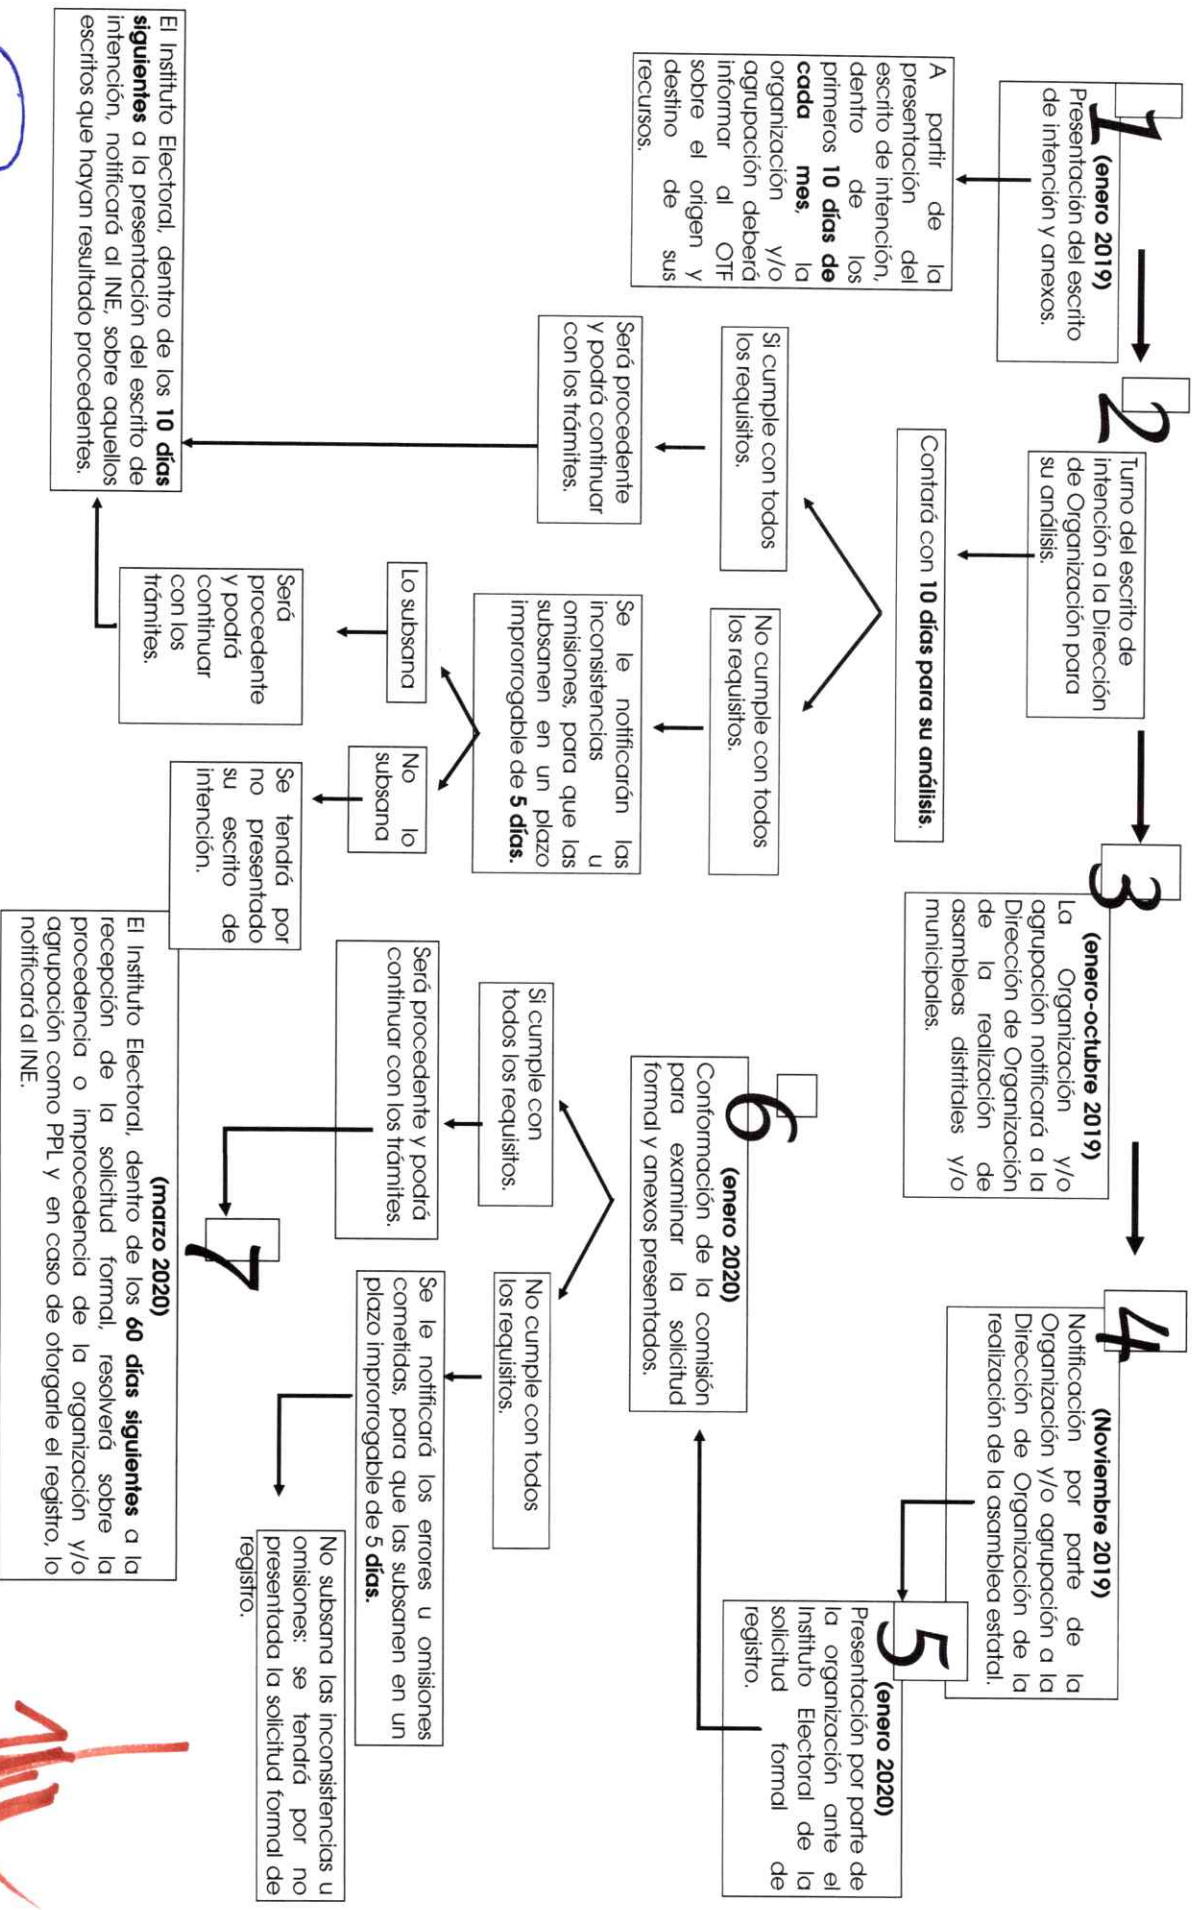 1
(enero 2019)
Presentación del escrito
de intención y anexos.
A partir de la
presentación del
escrito de intención,
dentro de los
primeros 10 días de
cada mes, la
organización y/o
agrupación deberá
informar al OTF
sobre el origen y
destino de sus
recursos.
2
Turno del escrito de
intención a la Dirección
de Organización para
su análisis.
Contará con 10 días para su análisis.
Si cumple con todos
los requisitos.
Será procedente
y podrá continuar
con los trámites.
El Instituto Electoral, dentro de los 10 días
siguientes a la presentación del escrito de
intención, notificará al INE, sobre aquellos
escritos que hayan resultado procedentes.
No cumple con todos
los requisitos.
Se le notificarán las
inconsistencias u
omisiones, para que las
subsanen en un plazo
improrrogable de 5 días.
Lo subsana
Será
procedente
y podrá
continuar
con los
trámites.
No lo
subsana
Se tendrá por
no presentado
su escrito de
intención.
3
(enero-octubre 2019)
La Organización y/o
agrupación notificará a la
Dirección de Organización
de la realización de
asambleas distritales y/o
municipales.
4
(Noviembre 2019)
Notificación por parte de la
Organización y/o agrupación a la
Dirección de Organización de la
realización de la asamblea estatal.
5
(enero 2020)
Presentación por parte de
la organización ante el
Instituto Electoral de la
solicitud formal de
registro.
6
(enero 2020)
Conformación de la comisión
para examinar la solicitud
formal y anexos presentados.
Si cumple con
todos los requisitos.
Será procedente y podrá
continuar con los trámites.
No cumple con todos
los requisitos.
Se le notificará los errores u omisiones
cometidas, para que las subsanen en un
plazo improrrogable de 5 días.
No subsana las inconsistencias u
omisiones: se tendrá por no
presentada la solicitud formal de
registro.
7
(marzo 2020)
El Instituto Electoral, dentro de los 60 días siguientes a la
recepción de la solicitud formal, resolverá sobre la
procedencia o improcedencia de la organización y/o
agrupación como PPL y en caso de otorgarle el registro, lo
notificará al INE.